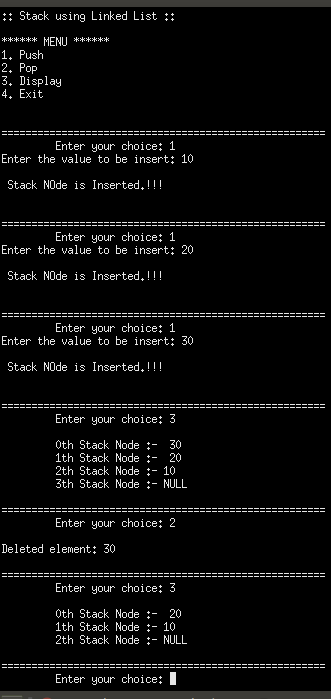 :: Stack using Linked List ::
****** MENU ******
1. Push
2. Pop
3. Display
4. Exit
=================================================
Enter your choice: 1
Enter the value to be insert: 10
Stack NOde is Inserted.!!!
=================================================
Enter your choice: 1
Enter the value to be insert: 20
Stack NOde is Inserted.!!!
=================================================
Enter your choice: 1
Enter the value to be insert: 30
Stack NOde is Inserted.!!!
=================================================
Enter your choice: 3
0th Stack Node :-  30
1th Stack Node :-  20
2th Stack Node :- 10
3th Stack Node :- NULL
=================================================
Enter your choice: 2
Deleted element: 30
=================================================
Enter your choice: 3
0th Stack Node :-  20
1th Stack Node :- 10
2th Stack Node :- NULL
=================================================
Enter your choice: